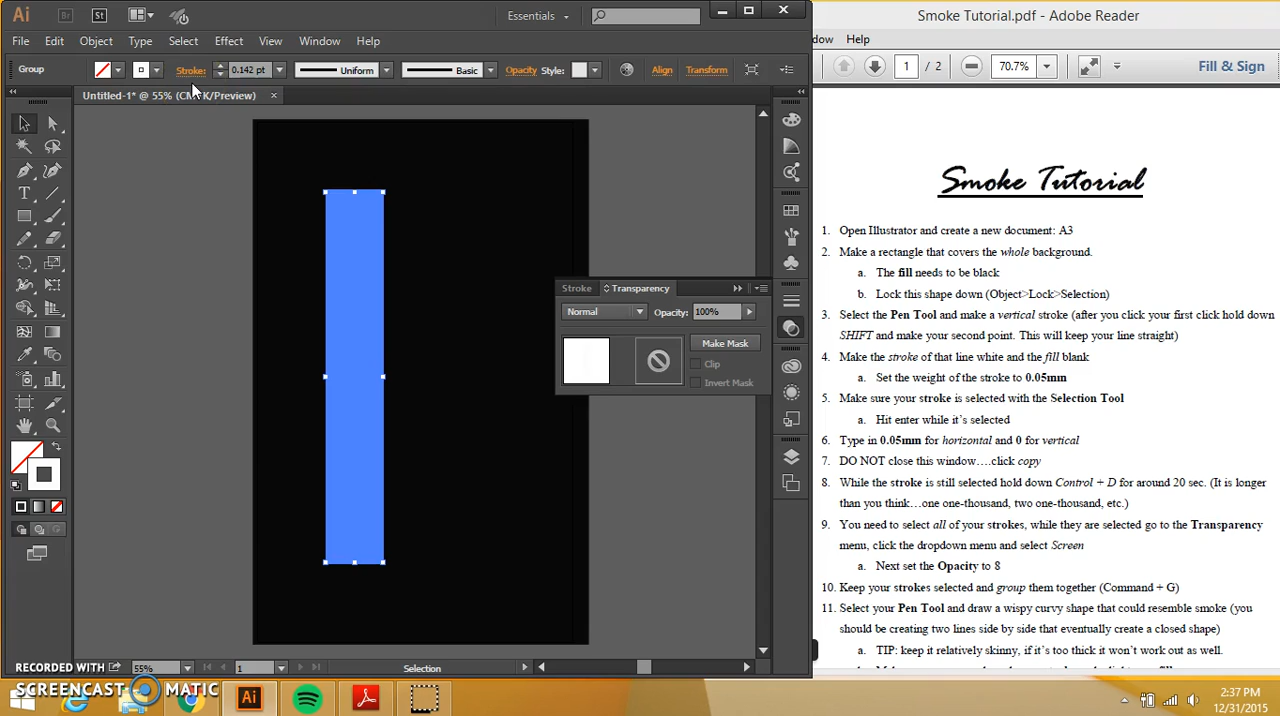 Ai Br St Essentials
Smoke Tutorial.pdf - Adobe Reader
File Edit Object Type Select Effect View Window Help
dow Help
Group Stroke: 0.142 pt Uniform Basic Opacity Style: Align Transform
1 / 2 70.7% Fill & Sign
Untitled-1* @ 55% (CMYK/Preview) ×
Smoke Tutorial
1. Open Illustrator and create a new document: A3
2. Make a rectangle that covers the whole background.
a. The fill needs to be black
b. Lock this shape down (Object>Lock>Selection)
3. Select the Pen Tool and make a vertical stroke (after you click your first click hold down
SHIFT and make your second point. This will keep your line straight)
4. Make the stroke of that line white and the fill blank
a. Set the weight of the stroke to 0.05mm
5. Make sure your stroke is selected with the Selection Tool
a. Hit enter while it's selected
6. Type in 0.05mm for horizontal and 0 for vertical
7. DO NOT close this window….click copy
8. While the stroke is still selected hold down Control + D for around 20 sec. (It is longer
than you think…one one-thousand, two one-thousand, etc.)
9. You need to select all of your strokes, while they are selected go to the Transparency
menu, click the dropdown menu and select Screen
a. Next set the Opacity to 8
10. Keep your strokes selected and group them together (Command + G)
11. Select your Pen Tool and draw a wispy curvy shape that could resemble smoke (you
should be creating two lines side by side that eventually create a closed shape)
a. TIP: keep it relatively skinny, if it's too thick it won't work out as well.
Stroke Transparency
Normal Opacity: 100%
Make Mask
Clip
Invert Mask
55% 1 Selection
RECORDED WITH
SCREENCAST MATIC
Ai
2:37 PM
12/31/2015